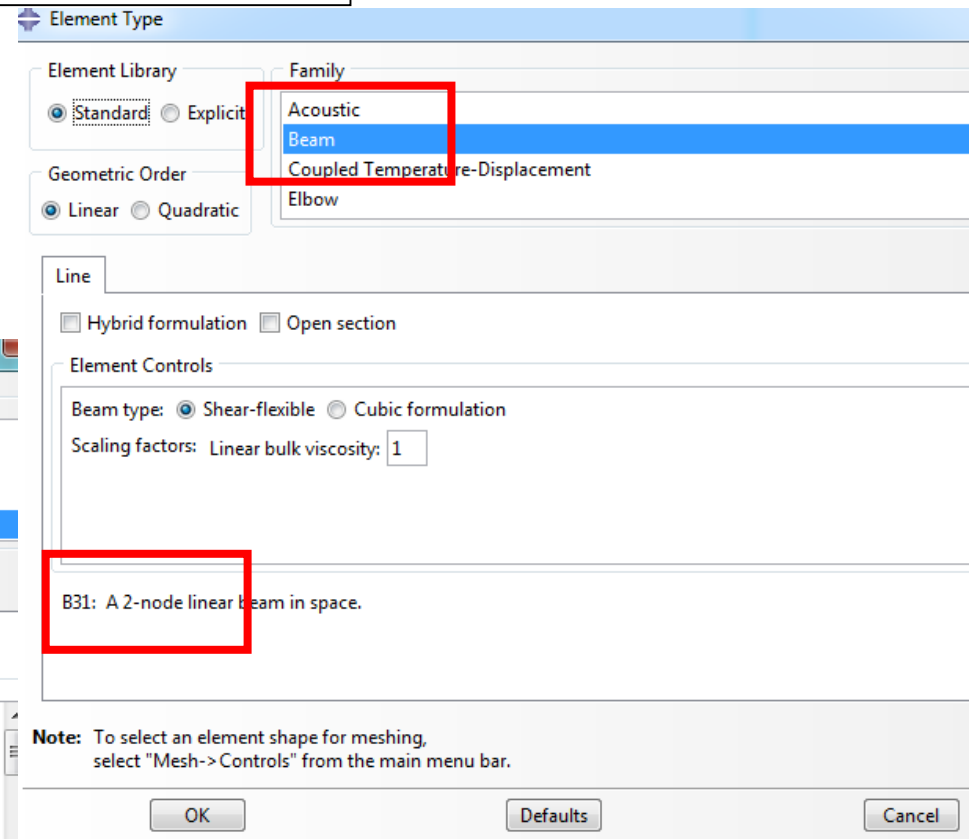 Element Type
Element Library
Family
Standard Explicit
Acoustic
Beam
Coupled Temperature-Displacement
Elbow
Geometric Order
Linear Quadratic
Line
Hybrid formulation Open section
Element Controls
Beam type: Shear-flexible Cubic formulation
Scaling factors: Linear bulk viscosity: 1
B31: A 2-node linear beam in space.
Note: To select an element shape for meshing,
select "Mesh->Controls" from the main menu bar.
OK Defaults Cancel